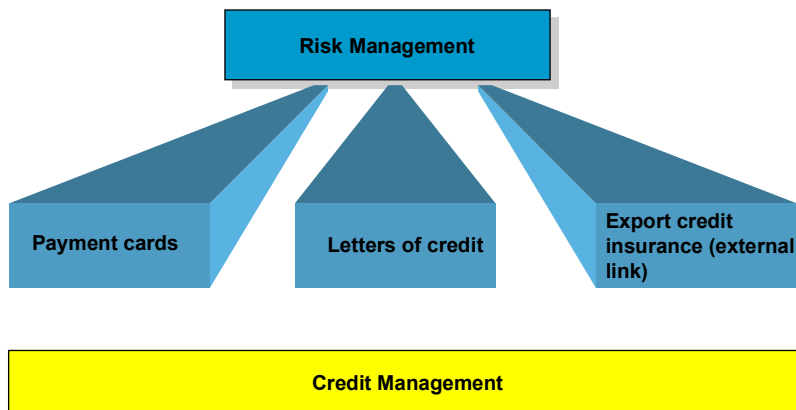 Risk Management
Payment cards
Letters of credit
Export credit
insurance (external
link)
Credit Management